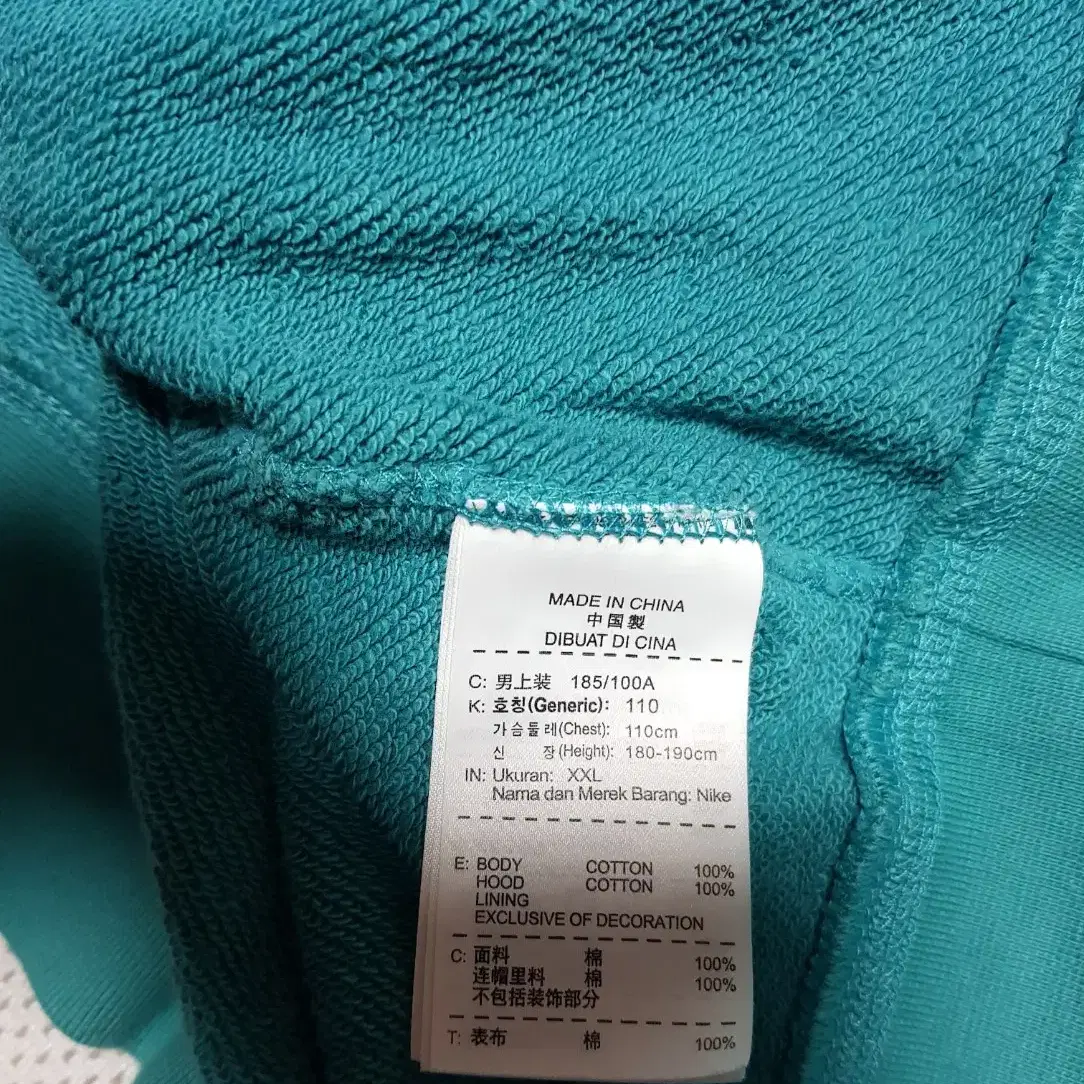 MADE IN CHINA
中国製
DIBUAT DI CINA
C: 男上装 185/100A
K: 호칭(Generic): 110
가슴둘레(Chest): 110cm
신 장(Height): 180-190cm
IN: Ukuran: XXL
Nama dan Merek Barang: Nike
E: BODY COTTON 100%
HOOD COTTON 100%
LINING
EXCLUSIVE OF DECORATION
C: 面料 棉 100%
连帽里料 棉 100%
不包括装饰部分
T: 表布 棉 100%